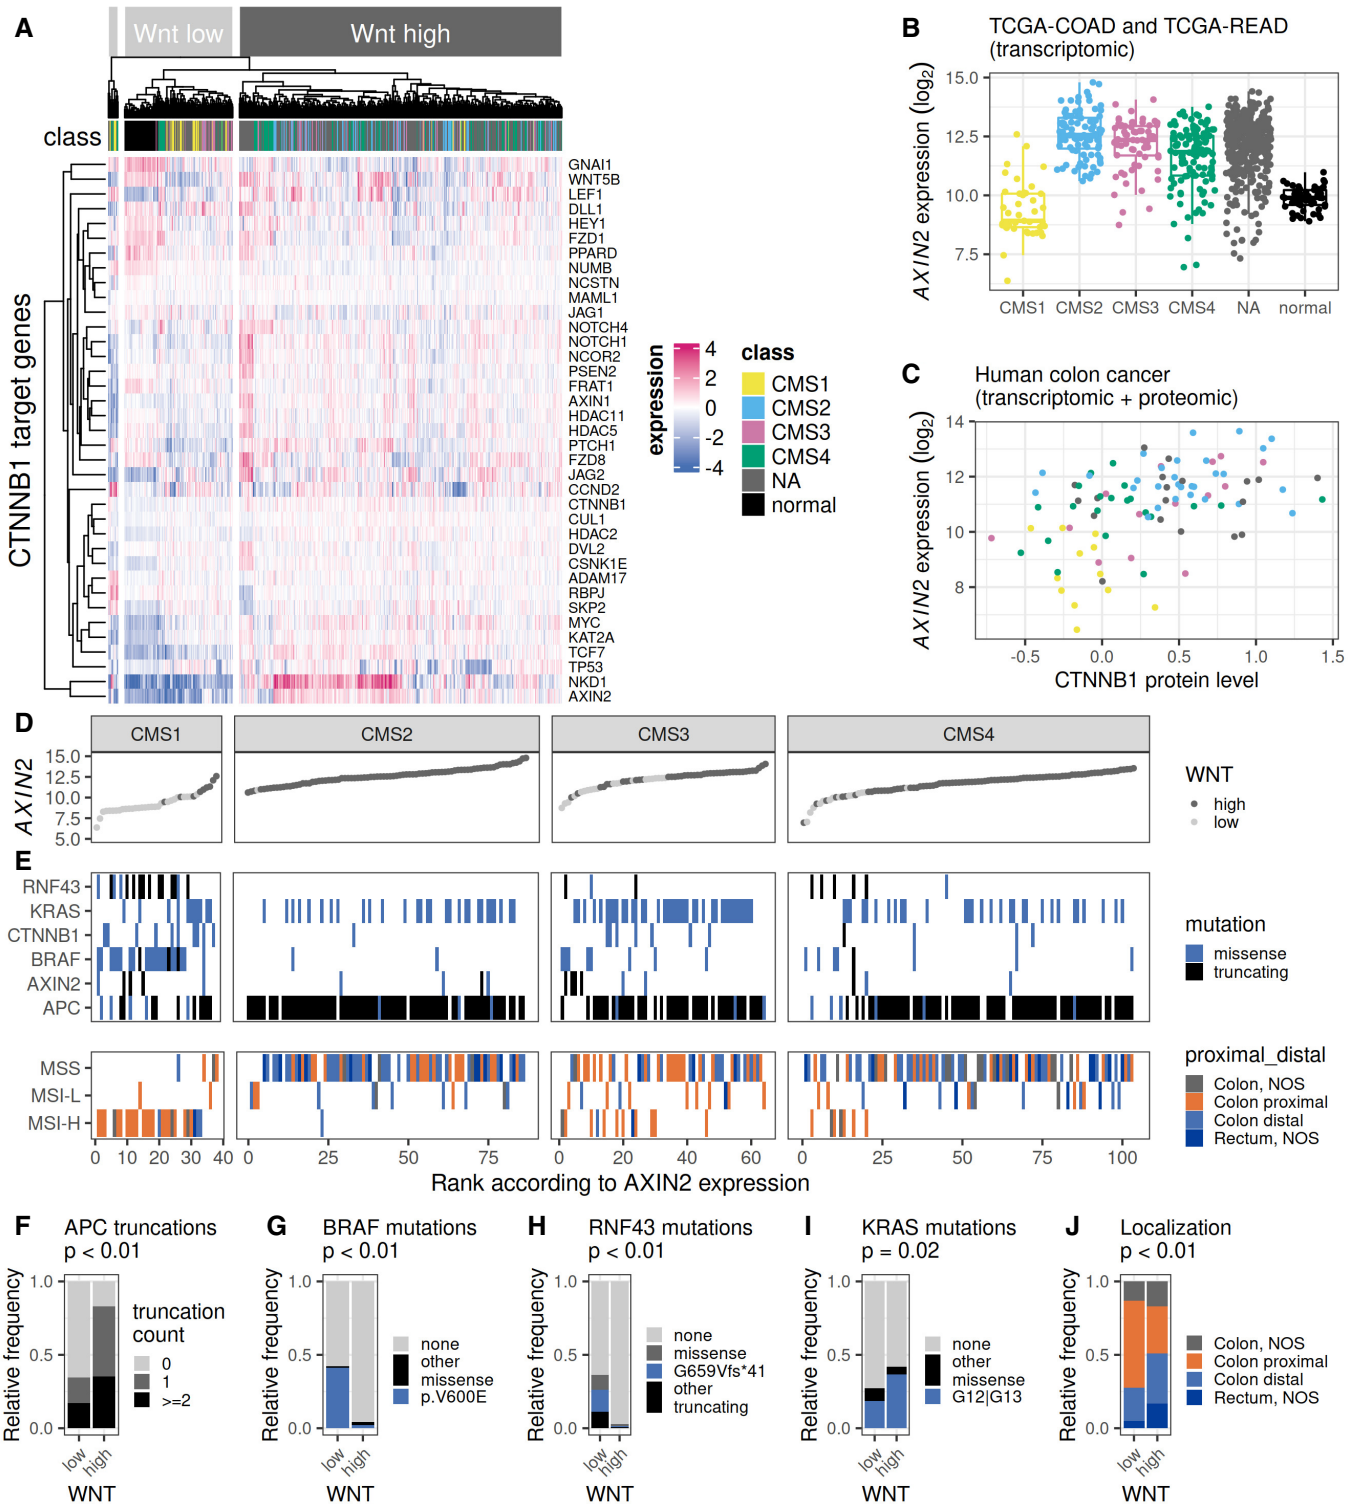 A
Wnt low
Wnt high
class
CTNNB1 target genes
GNAI1
WNT5B
LEF1
DLL1
HEY1
FZD1
PPARD
NUMB
NCSTN
MAML1
JAG1
NOTCH4
NOTCH1
NCOR2
PSEN2
FRAT1
AXIN1
HDAC11
HDAC5
PTCH1
FZD8
JAG2
CCND2
CTNNB1
CUL1
HDAC2
DVL2
CSNK1E
ADAM17
RBPJ
SKP2
MYC
KAT2A
TCF7
TP53
NKD1
AXIN2
expression
4
2
0
-2
-4
class
CMS1
CMS2
CMS3
CMS4
NA
normal
B
TCGA-COAD and TCGA-READ
(transcriptomic)
AXIN2 expression (log2)
15.0
12.5
10.0
7.5
CMS1 CMS2 CMS3 CMS4 NA normal
C
Human colon cancer
(transcriptomic + proteomic)
AXIN2 expression (log2)
14
12
10
8
-0.5 0.0 0.5 1.0 1.5
CTNNB1 protein level
D
CMS1 CMS2 CMS3 CMS4
AXIN2
15.0
12.5
10.0
7.5
5.0
WNT
high
low
E
RNF43
KRAS
CTNNB1
BRAF
AXIN2
APC
mutation
missense
truncating
MSS
MSI-L
MSI-H
proximal_distal
Colon, NOS
Colon proximal
Colon distal
Rectum, NOS
0 10 20 30 40 0 25 50 75 0 20 40 60 0 25 50 75 100
Rank according to AXIN2 expression
F
APC truncations
p < 0.01
Relative frequency
1.0
0.5
0.0
low high
WNT
truncation
count
0
1
>=2
G
BRAF mutations
p < 0.01
Relative frequency
1.0
0.5
0.0
low high
WNT
none
other
missense
p.V600E
H
RNF43 mutations
p < 0.01
Relative frequency
1.0
0.5
0.0
low high
WNT
none
missense
G659Vfs*41
other
truncating
I
KRAS mutations
p = 0.02
Relative frequency
1.0
0.5
0.0
low high
WNT
none
other
missense
G12|G13
J
Localization
p < 0.01
Relative frequency
1.0
0.5
0.0
low high
WNT
Colon, NOS
Colon proximal
Colon distal
Rectum, NOS